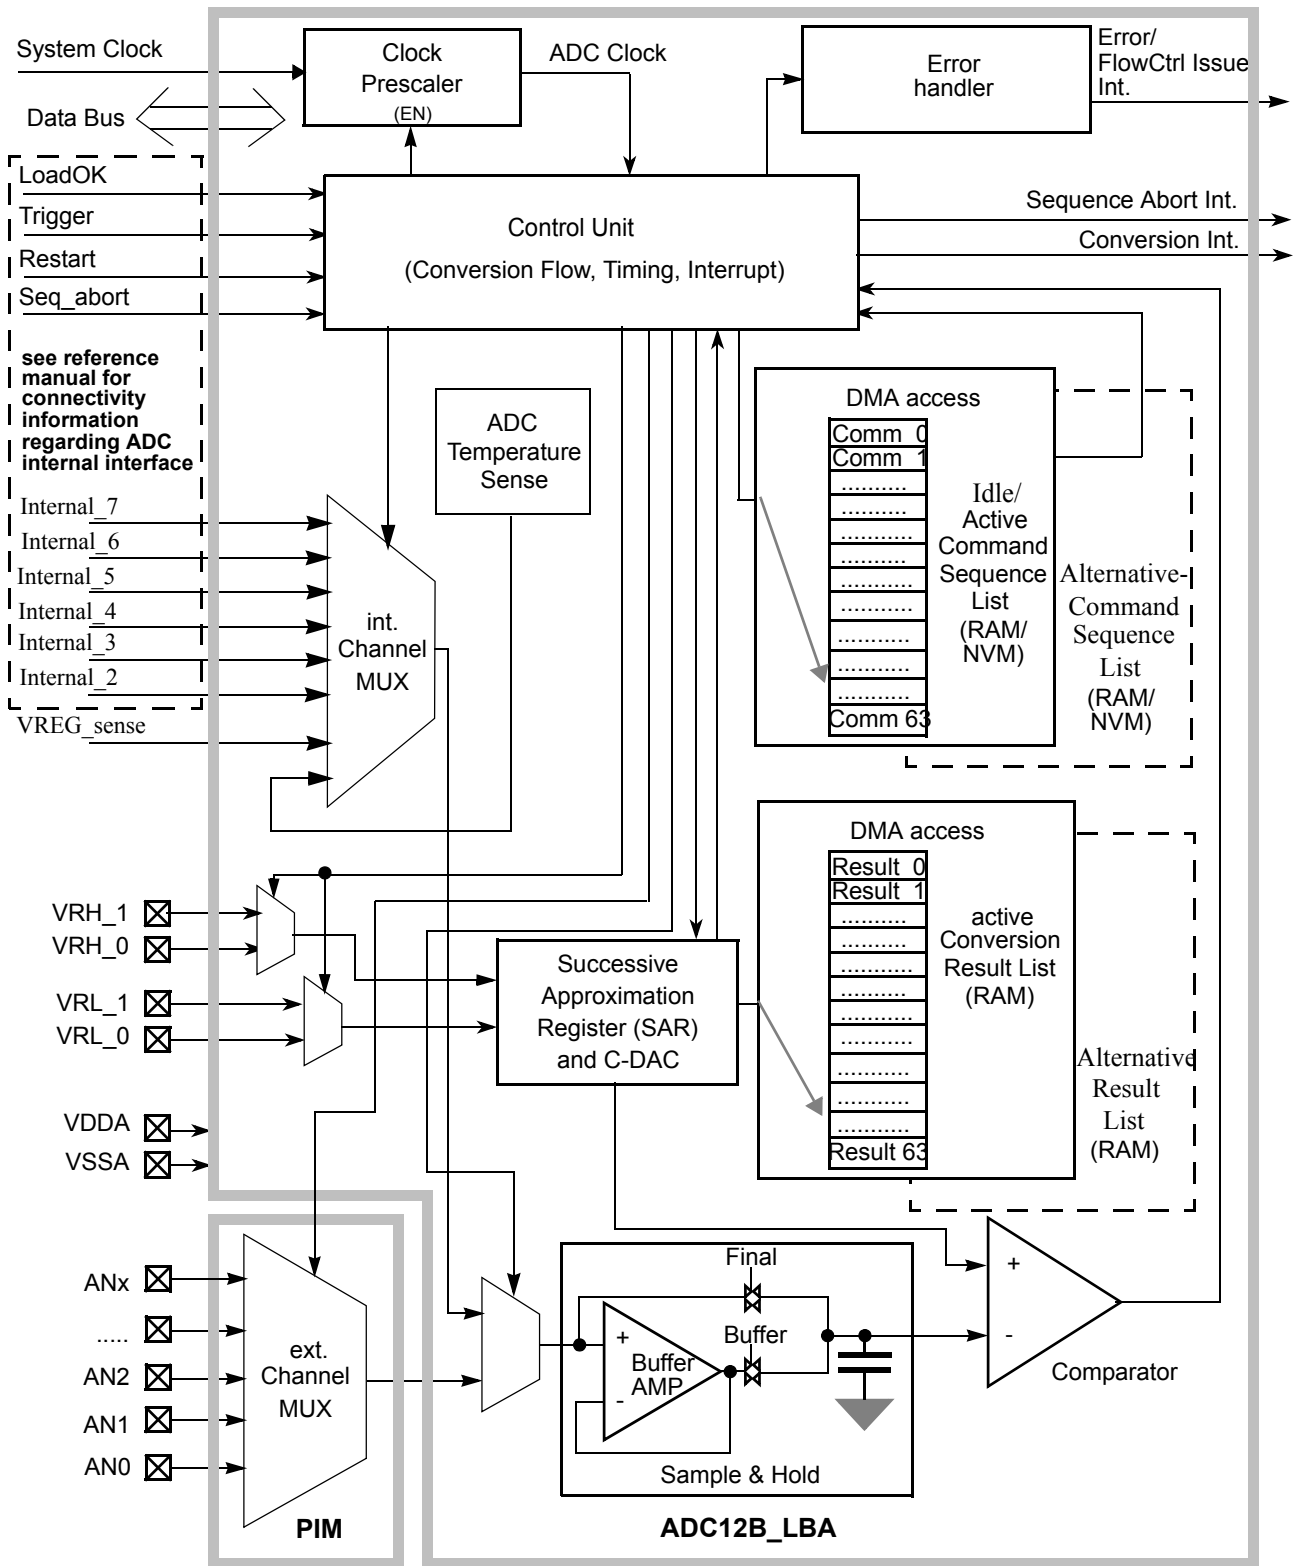 System Clock
Data Bus
Clock
Prescaler
(EN)
ADC Clock
Error
handler
Error/
FlowCtrl Issue
Int.
LoadOK
Trigger
Restart
Seq_abort
Control Unit
(Conversion Flow, Timing, Interrupt)
Sequence Abort Int.
Conversion Int.
see reference
manual for
connectivity
information
regarding ADC
internal interface
Internal_7
Internal_6
Internal_5
Internal_4
Internal_3
Internal_2
VREG_sense
ADC
Temperature
Sense
int.
Channel
MUX
DMA access
Comm 0
Comm 1
..........
..........
...........
...........
...........
...........
...........
...........
...........
Comm 63
Idle/
Active
Command
Sequence
List
(RAM/
NVM)
Alternative-
Command
Sequence
List
(RAM/
NVM)
DMA access
Result 0
Result 1
..........
...........
...........
...........
...........
...........
...........
...........
...........
Result 63
active
Conversion
Result List
(RAM)
Alternative
Result
List
(RAM)
VRH_1
VRH_0
VRL_1
VRL_0
VDDA
VSSA
Successive
Approximation
Register (SAR)
and C-DAC
ANx
.....
AN2
AN1
AN0
ext.
Channel
MUX
PIM
Final
Buffer
+
Buffer
AMP
-
Sample & Hold
+
-
Comparator
ADC12B_LBA